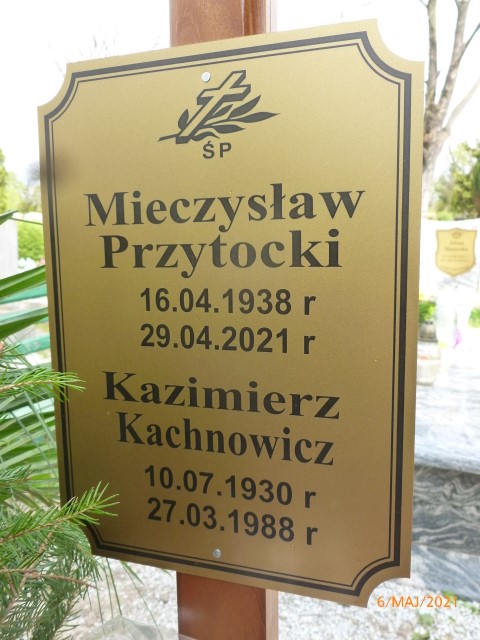 ŚP
Mieczysław
Przytocki
16.04.1938 r
29.04.2021 r
Kazimierz
Kachnowicz
10.07.1930 r
27.03.1988 r
6/MAJ/2021